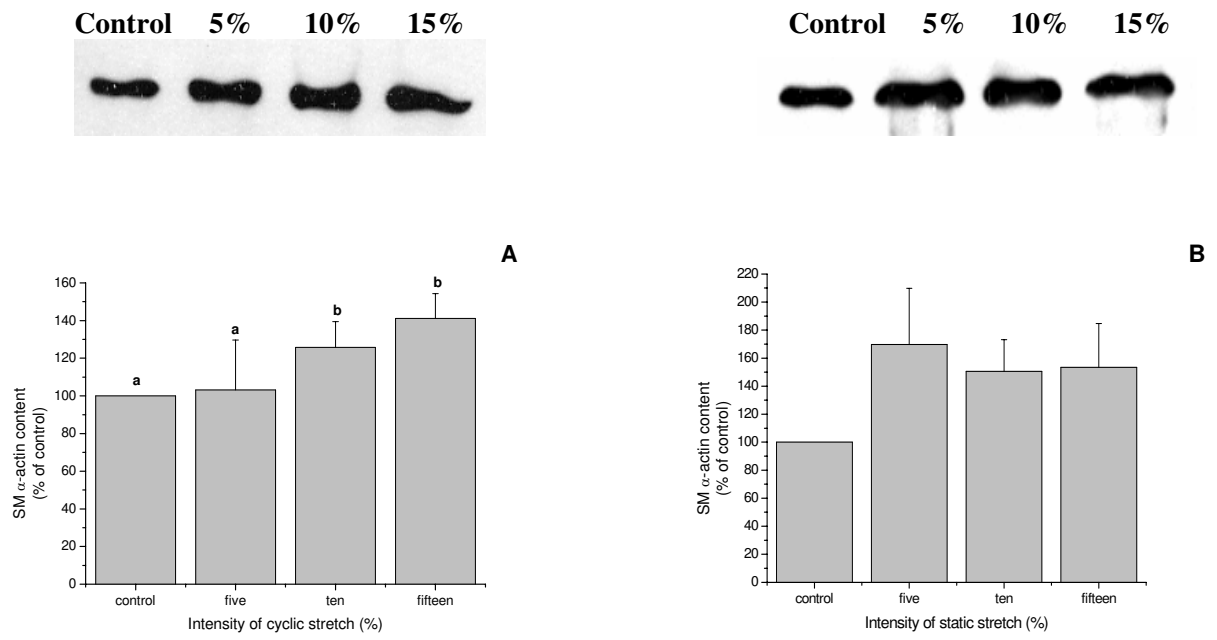 Control 5% 10% 15%
Control 5% 10% 15%
A
160
140
120
100
80
60
40
20
0
SM α-actin content
(% of control)
a
a
b
b
control five ten fifteen
Intensity of cyclic stretch (%)
B
220
200
180
160
140
120
100
80
60
40
20
0
SM α-actin content
(% of control)
control five ten fifteen
Intensity of static stretch (%)